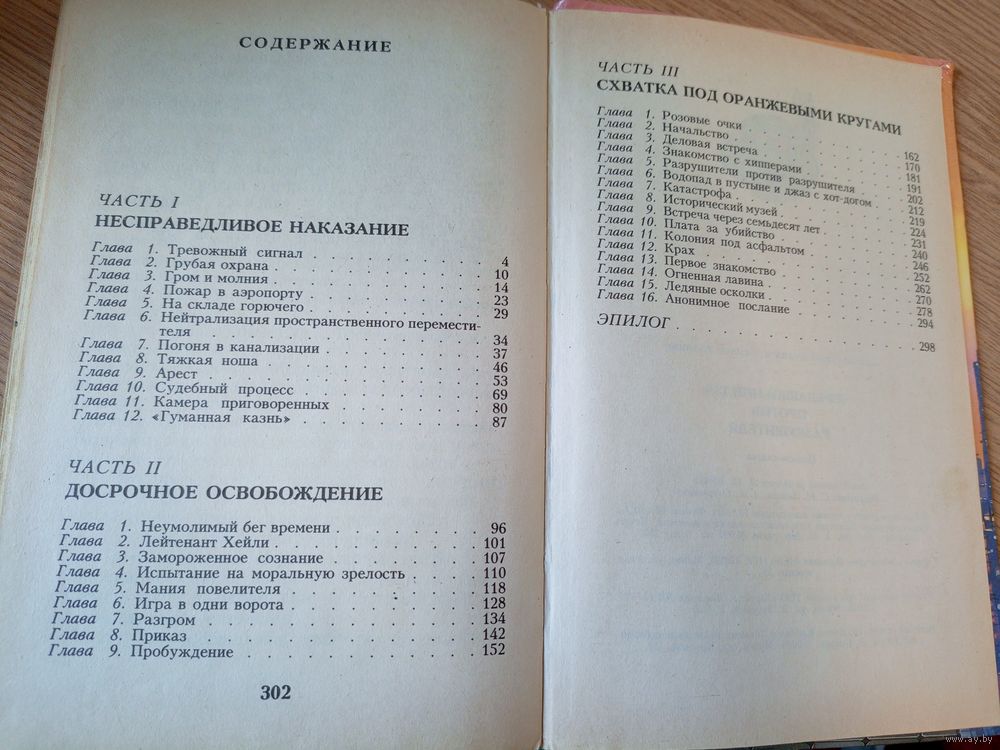 СОДЕРЖАНИЕ
ЧАСТЬ I
НЕСПРАВЕДЛИВОЕ НАКАЗАНИЕ
Глава 1. Тревожный сигнал . . . . . . . . 4
Глава 2. Грубая охрана . . . . . . . . 10
Глава 3. Гром и молния . . . . . . . . 14
Глава 4. Пожар в аэропорту . . . . . . . . 23
Глава 5. На складе горючего . . . . . . . . 29
Глава 6. Нейтрализация пространственного перемести-
теля . . . . . . . . 34
Глава 7. Погоня в канализации . . . . . . . . 37
Глава 8. Тяжкая ноша . . . . . . . . 46
Глава 9. Арест . . . . . . . . 53
Глава 10. Судебный процесс . . . . . . . . 69
Глава 11. Камера приговоренных . . . . . . . . 80
Глава 12. «Гуманная казнь» . . . . . . . . 87
ЧАСТЬ II
ДОСРОЧНОЕ ОСВОБОЖДЕНИЕ
Глава 1. Неумолимый бег времени . . . . . . . . 96
Глава 2. Лейтенант Хейли . . . . . . . . 101
Глава 3. Замороженное сознание . . . . . . . . 107
Глава 4. Испытание на моральную зрелость . . . . . . . . 110
Глава 5. Мания повелителя . . . . . . . . 118
Глава 6. Игра в одни ворота . . . . . . . . 128
Глава 7. Разгром . . . . . . . . 134
Глава 8. Приказ . . . . . . . . 142
Глава 9. Пробуждение . . . . . . . . 152
302
ЧАСТЬ III
СХВАТКА ПОД ОРАНЖЕВЫМИ КРУГАМИ
Глава 1. Розовые очки . . . . . . . . 162
Глава 2. Начальство . . . . . . . . 170
Глава 3. Деловая встреча . . . . . . . . 181
Глава 4. Знакомство с хипперами . . . . . . . . 191
Глава 5. Разрушители против разрушителя . . . . . . . . 202
Глава 6. Водопад в пустыне и джаз с хот-догом . . . . . . . . 212
Глава 7. Катастрофа . . . . . . . . 219
Глава 8. Исторический музей . . . . . . . . 224
Глава 9. Встреча через семьдесят лет . . . . . . . . 231
Глава 10. Плата за убийство . . . . . . . . 240
Глава 11. Колония под асфальтом . . . . . . . . 246
Глава 12. Крах . . . . . . . . 252
Глава 13. Первое знакомство . . . . . . . . 262
Глава 14. Огненная лавина . . . . . . . . 270
Глава 15. Ледяные осколки . . . . . . . . 278
Глава 16. Анонимное послание . . . . . . . . 294
ЭПИЛОГ . . . . . . . . 298
www.ay.by